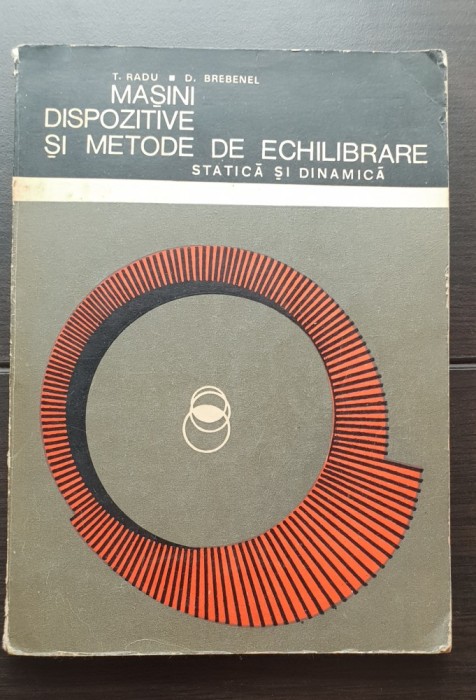 T. RADU ■ D. BREBENEL
MAȘINI
DISPOZITIVE
ȘI METODE DE ECHILIBRARE
STATICĂ ȘI DINAMICĂ